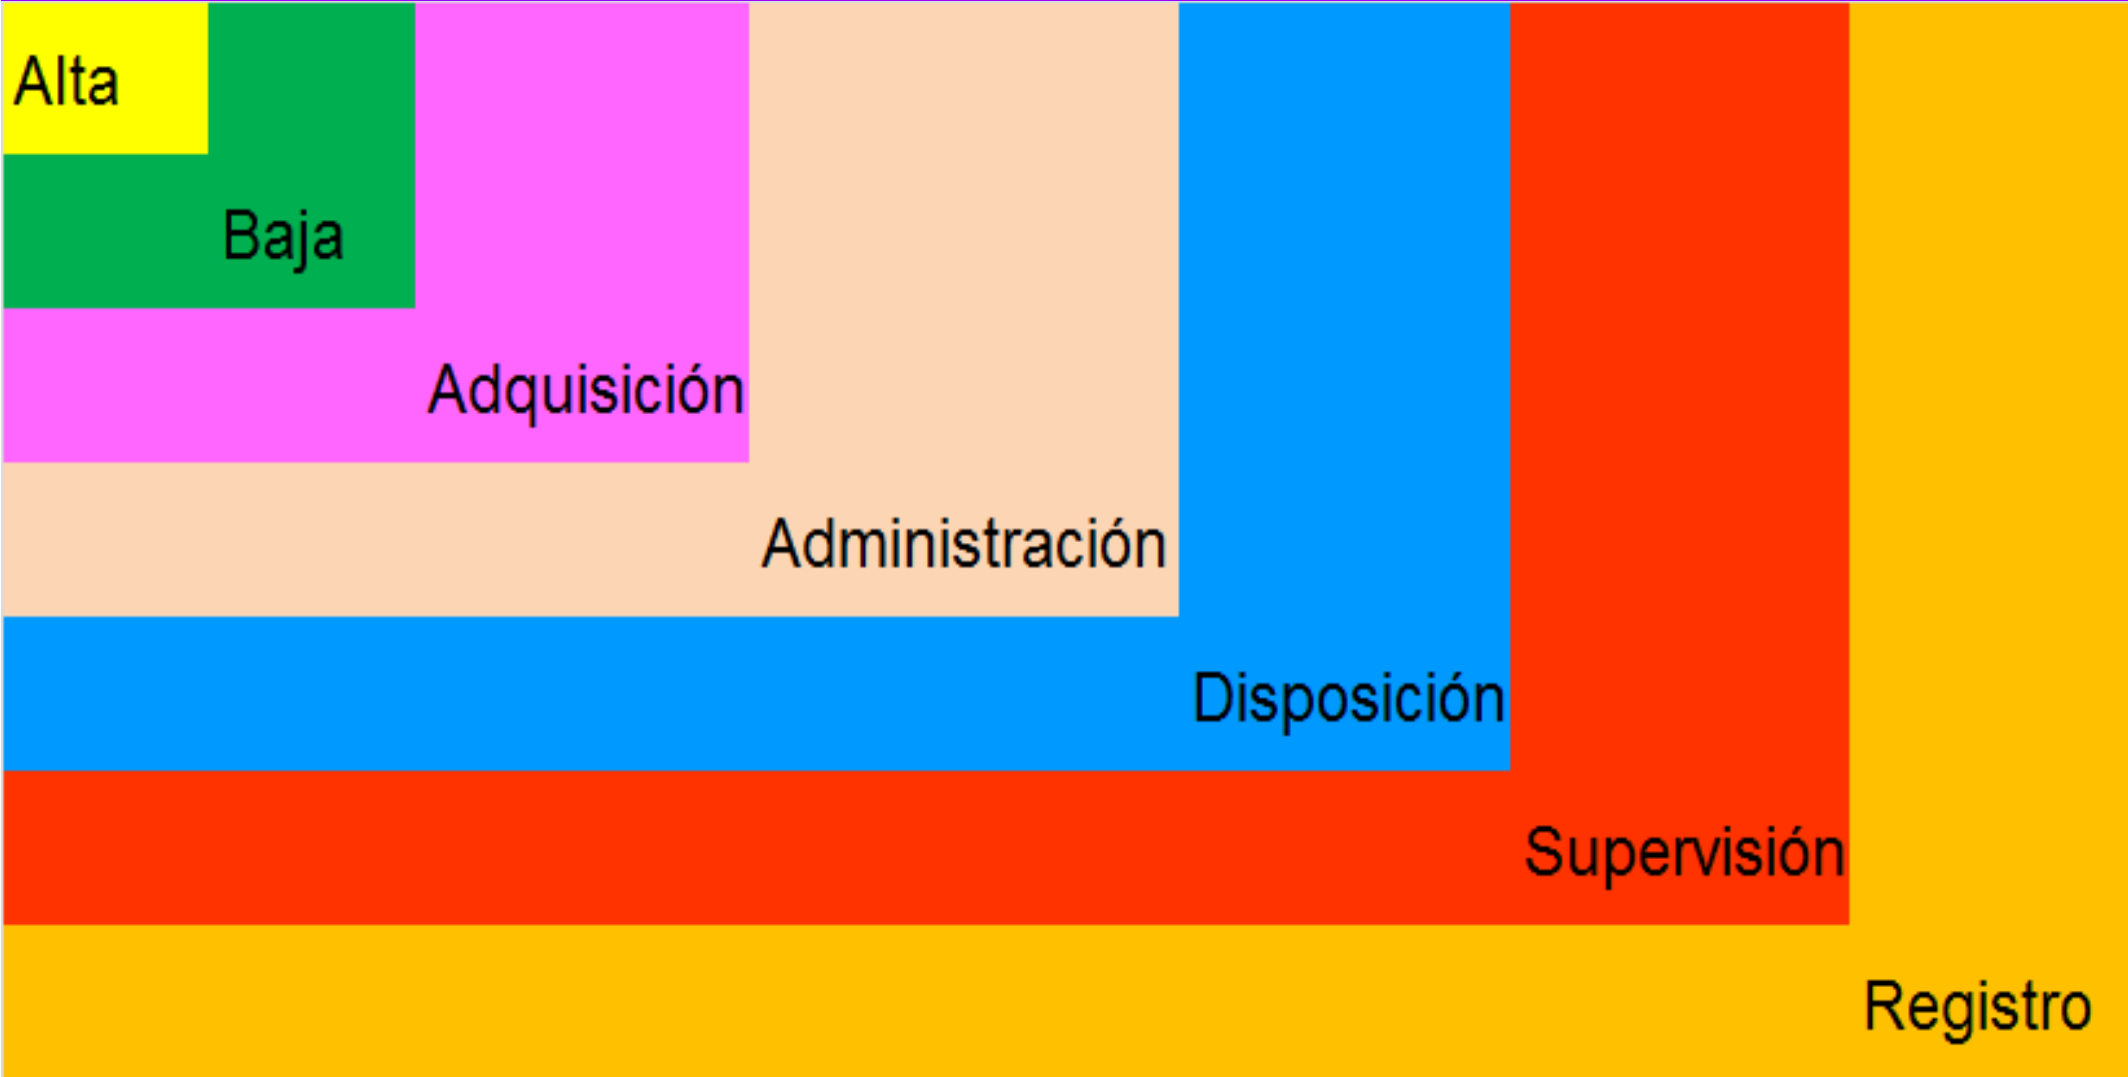 Alta
Baja
Adquisición
Administración
Disposición
Supervisión
Registro